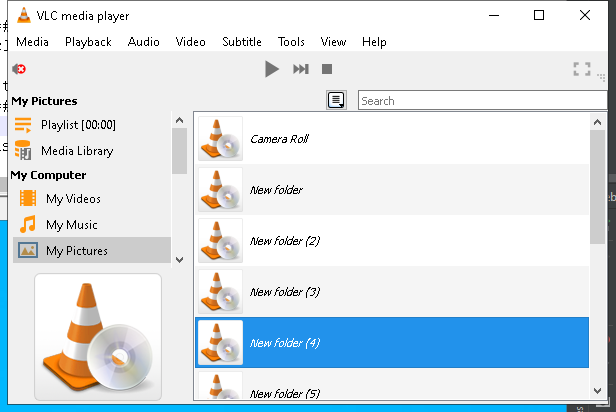 VLC media player
Media Playback Audio Video Subtitle Tools View Help
My Pictures
Search
Playlist [00:00]
Media Library
My Computer
My Videos
My Music
My Pictures
Camera Roll
New folder
New folder (2)
New folder (3)
New folder (4)
New folder (5)